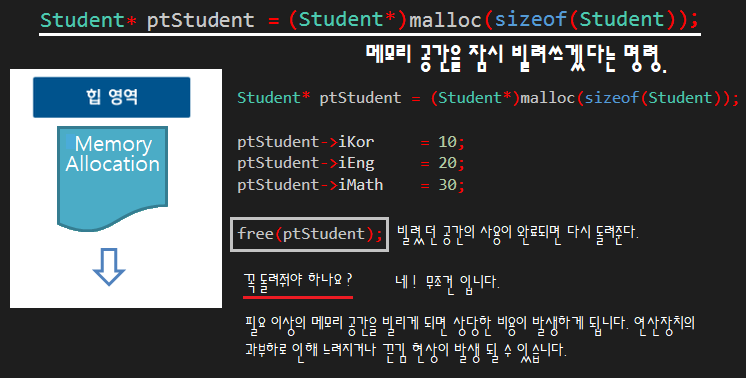 Student* ptStudent = (Student*)malloc(sizeof(Student));
메모리 공간을 잠시 빌려쓰겠다는 명령.
힙 영역
Memory
Allocation
Student* ptStudent = (Student*)malloc(sizeof(Student));
ptStudent->iKor = 10;
ptStudent->iEng = 20;
ptStudent->iMath = 30;
free(ptStudent); 빌렸던 공간의 사용이 완료되면 다시 돌려준다.
꼭 돌려줘야 하나요? 네! 무조건 입니다.
필요 이상의 메모리 공간을 빌리게 되면 상당한 비용이 발생하게 됩니다. 연산장치의
과부하로 인해 느려지거나 끊김 현상이 발생 될 수 있습니다.